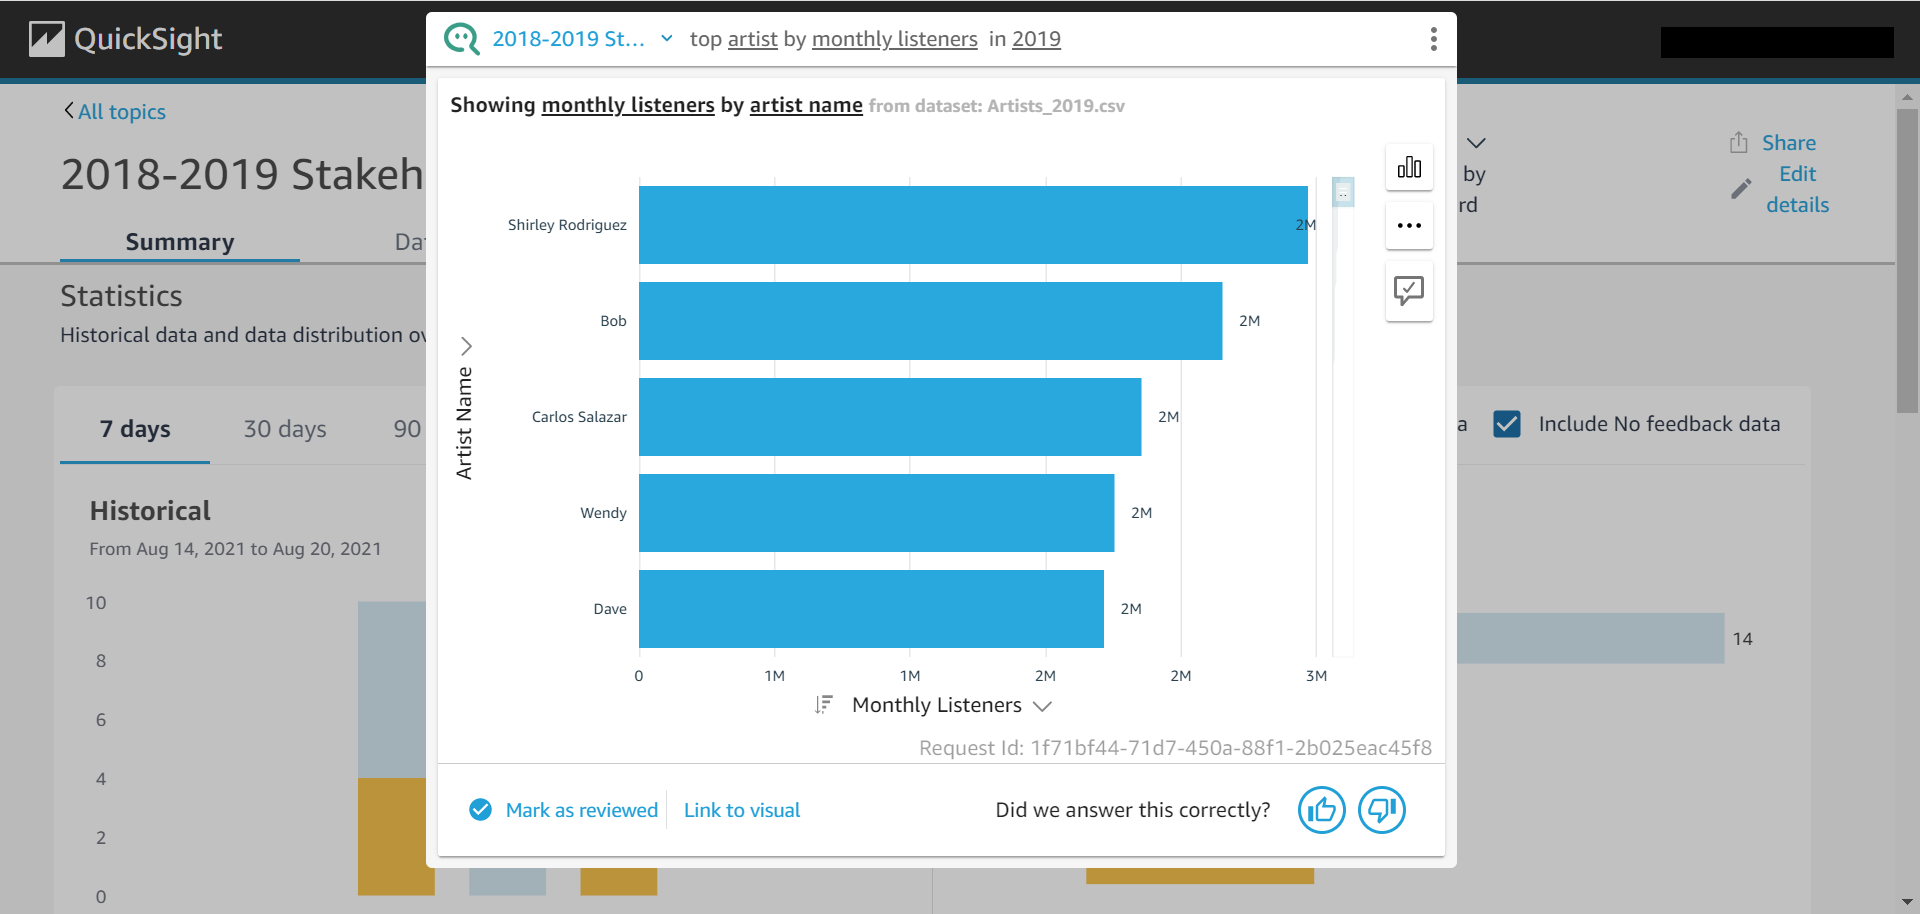 QuickSight
2018-2019 St...
top artist by monthly listeners in 2019
All topics
2018-2019 Stakeh
Summary
Da
by
rd
Share
Edit
details
Statistics
Historical data and data distribution ov
7 days
30 days
90
a
Include No feedback data
Historical
From Aug 14, 2021 to Aug 20, 2021
10
8
6
4
2
0
14
Showing monthly listeners by artist name from dataset: Artists_2019.csv
Artist Name
Shirley Rodriguez
2M
Bob
2M
Carlos Salazar
2M
Wendy
2M
Dave
2M
0
1M
1M
2M
2M
3M
Monthly Listeners
Request Id: 1f71bf44-71d7-450a-88f1-2b025eac45f8
Mark as reviewed
Link to visual
Did we answer this correctly?